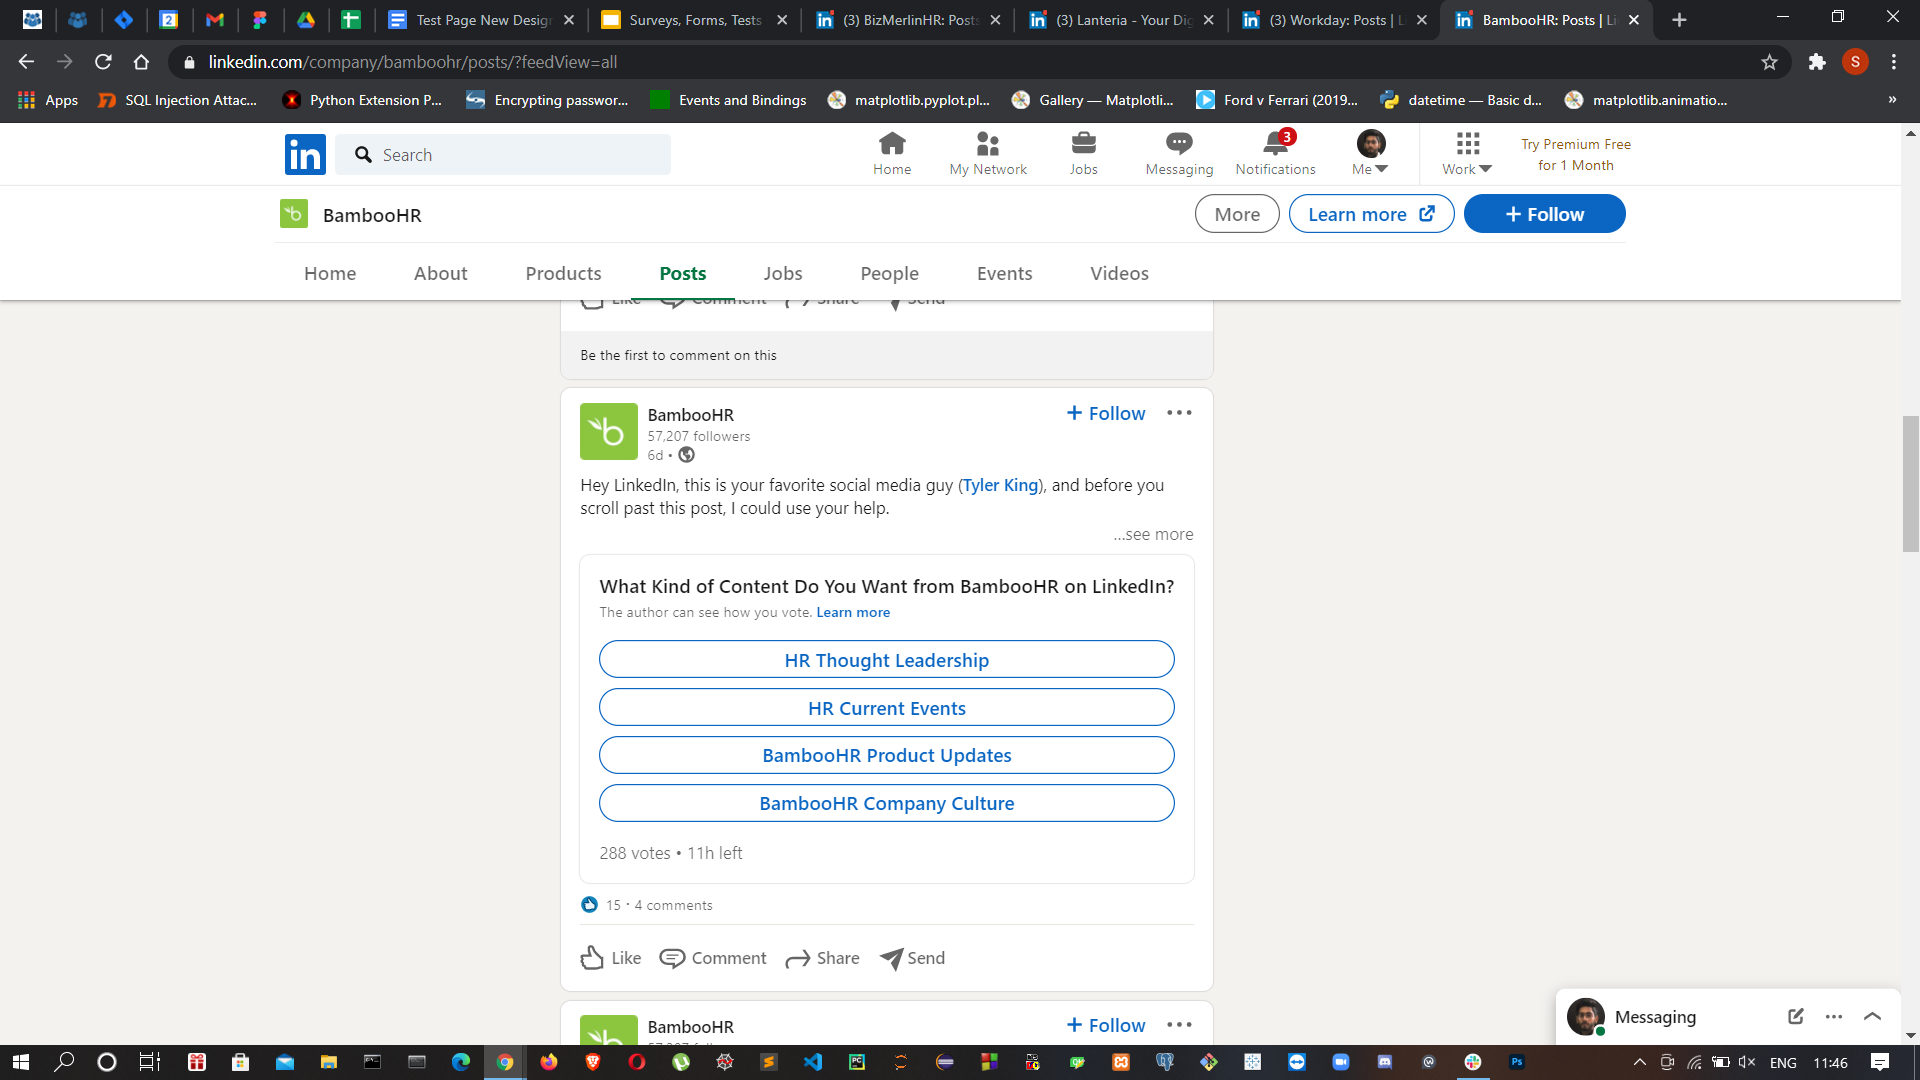 Test Page New Design
Surveys, Forms, Tests
(3) BizMerlinHR: Posts
(3) Lanteria - Your Dig
(3) Workday: Posts | L
BambooHR: Posts | Li
linkedin.com/company/bamboohr/posts/?feedView=all
S
Apps
SQL Injection Attac...
Python Extension P...
Encrypting passwor...
Events and Bindings
matplotlib.pyplot.pl...
Gallery — Matplotli...
Ford v Ferrari (2019...
datetime — Basic d...
matplotlib.animatio...
»
in
Search
Home
My Network
Jobs
Messaging
3
Notifications
Me
Work
Try Premium Free
for 1 Month
BambooHR
More
Learn more
+ Follow
Home
About
Products
Posts
Jobs
People
Events
Videos
Like
Comment
Share
Send
Be the first to comment on this
BambooHR
57,207 followers
6d •
+ Follow
Hey LinkedIn, this is your favorite social media guy (Tyler King), and before you
scroll past this post, I could use your help.
...see more
What Kind of Content Do You Want from BambooHR on LinkedIn?
The author can see how you vote. Learn more
HR Thought Leadership
HR Current Events
BambooHR Product Updates
BambooHR Company Culture
288 votes • 11h left
15 · 4 comments
Like
Comment
Share
Send
BambooHR
+ Follow
Messaging
ENG
11:46